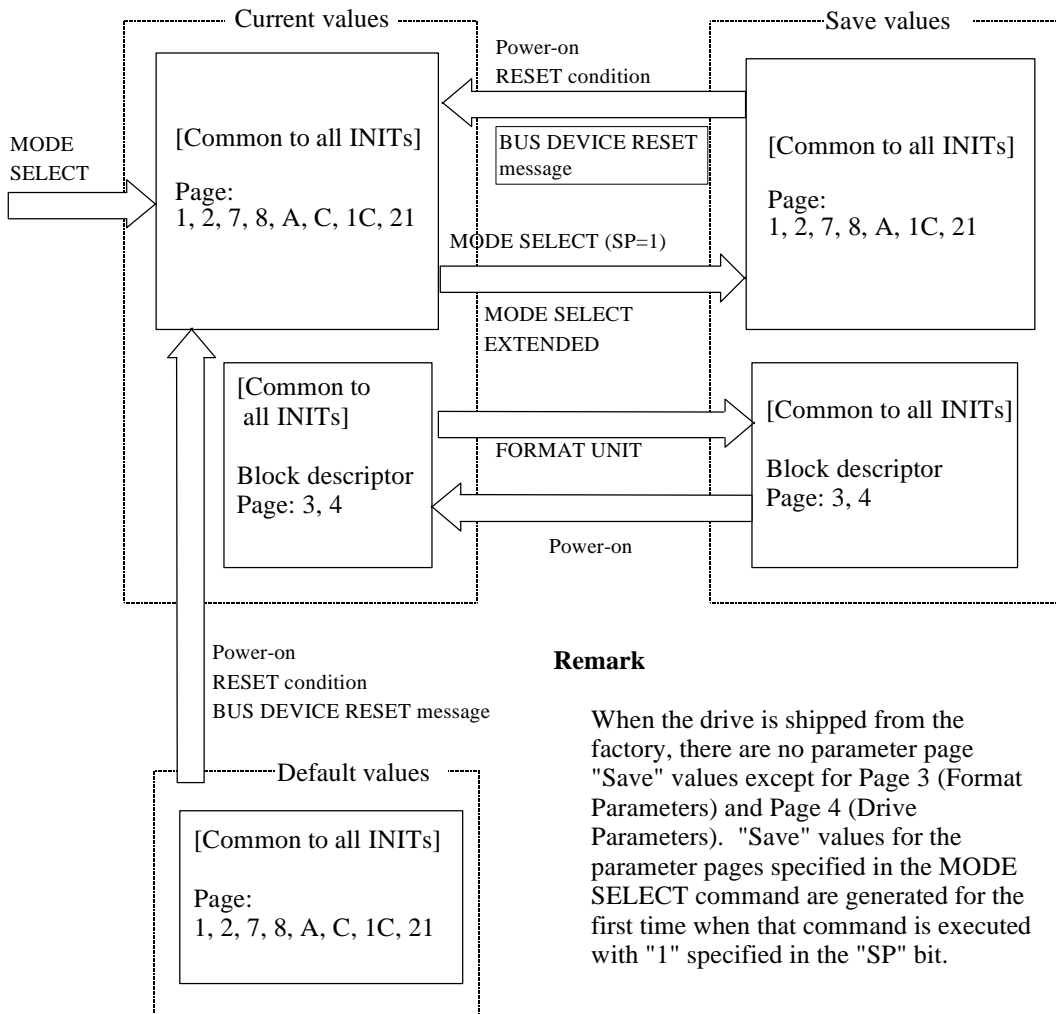 Current values
Save values
MODE
SELECT
[Common to all INITs]
Page:
1, 2, 7, 8, A, C, 1C, 21
Power-on
RESET condition
BUS DEVICE RESET
message
MODE SELECT (SP=1)
MODE SELECT
EXTENDED
[Common to all INITs]
Page:
1, 2, 7, 8, A, 1C, 21
[Common to
all INITs]
Block descriptor
Page: 3, 4
FORMAT UNIT
Power-on
[Common to all INITs]
Block descriptor
Page: 3, 4
Power-on
RESET condition
BUS DEVICE RESET message
Default values
[Common to all INITs]
Page:
1, 2, 7, 8, A, C, 1C, 21
Remark
When the drive is shipped from the
factory, there are no parameter page
"Save" values except for Page 3 (Format
Parameters) and Page 4 (Drive
Parameters).  "Save" values for the
parameter pages specified in the MODE
SELECT command are generated for the
first time when that command is executed
with "1" specified in the "SP" bit.